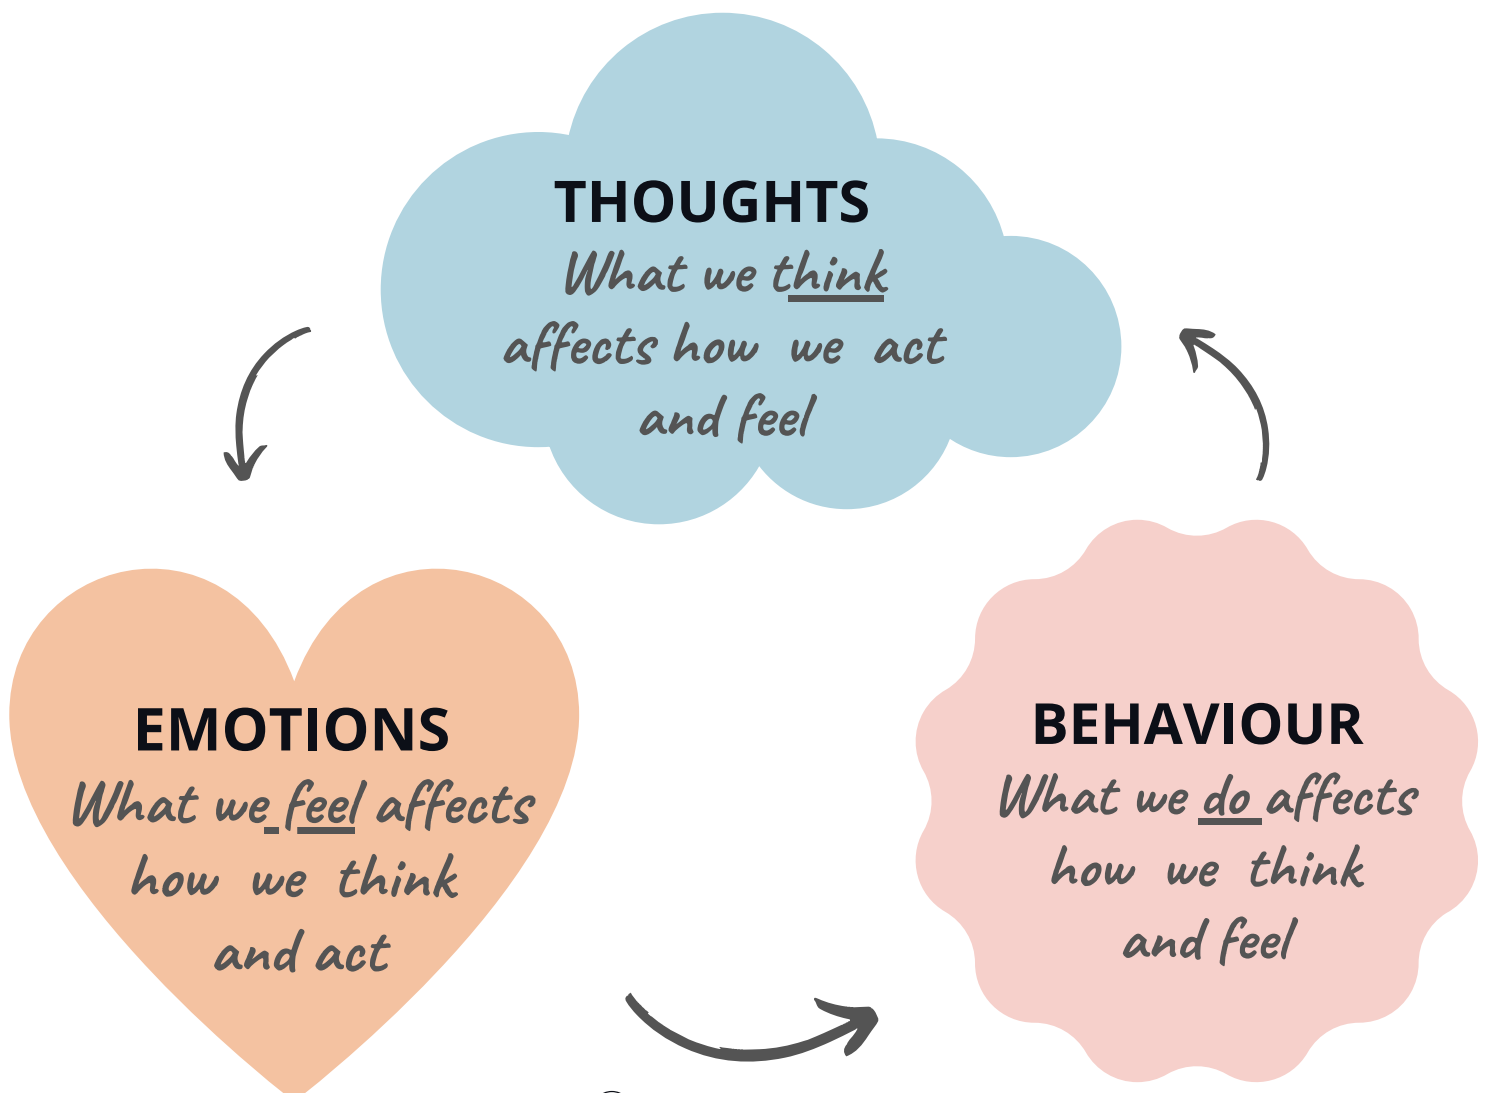 THOUGHTS
What we think
affects how we act
and feel
EMOTIONS
What we feel affects
how we think
and act
BEHAVIOUR
What we do affects
how we think
and feel